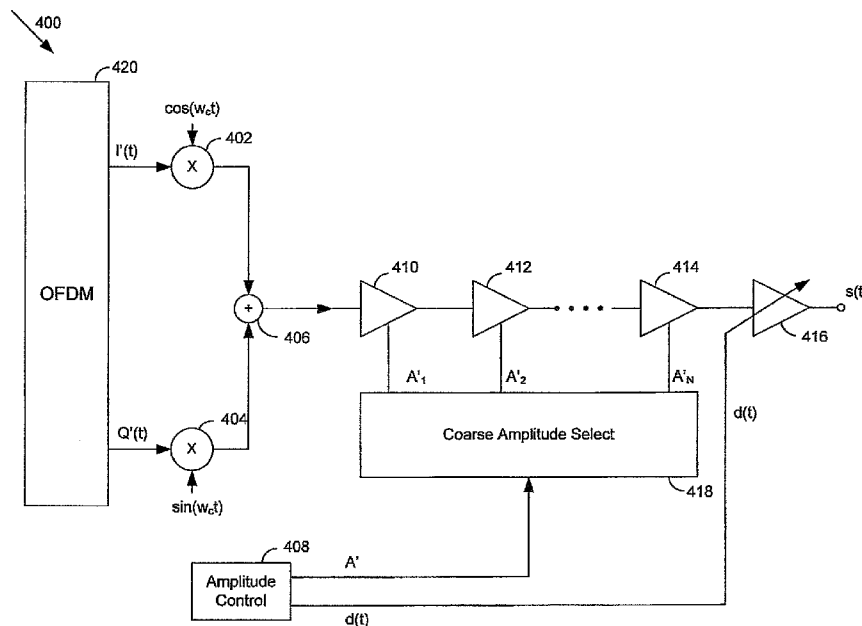 400
420
cos(wct)
402
I'(t)
X
OFDM
410
412
414
s(t
+
406
416
A'1
A'2
A'N
d(t)
Q'(t)
404
X
Coarse Amplitude Select
418
sin(wct)
408
A'
Amplitude
Control
d(t)